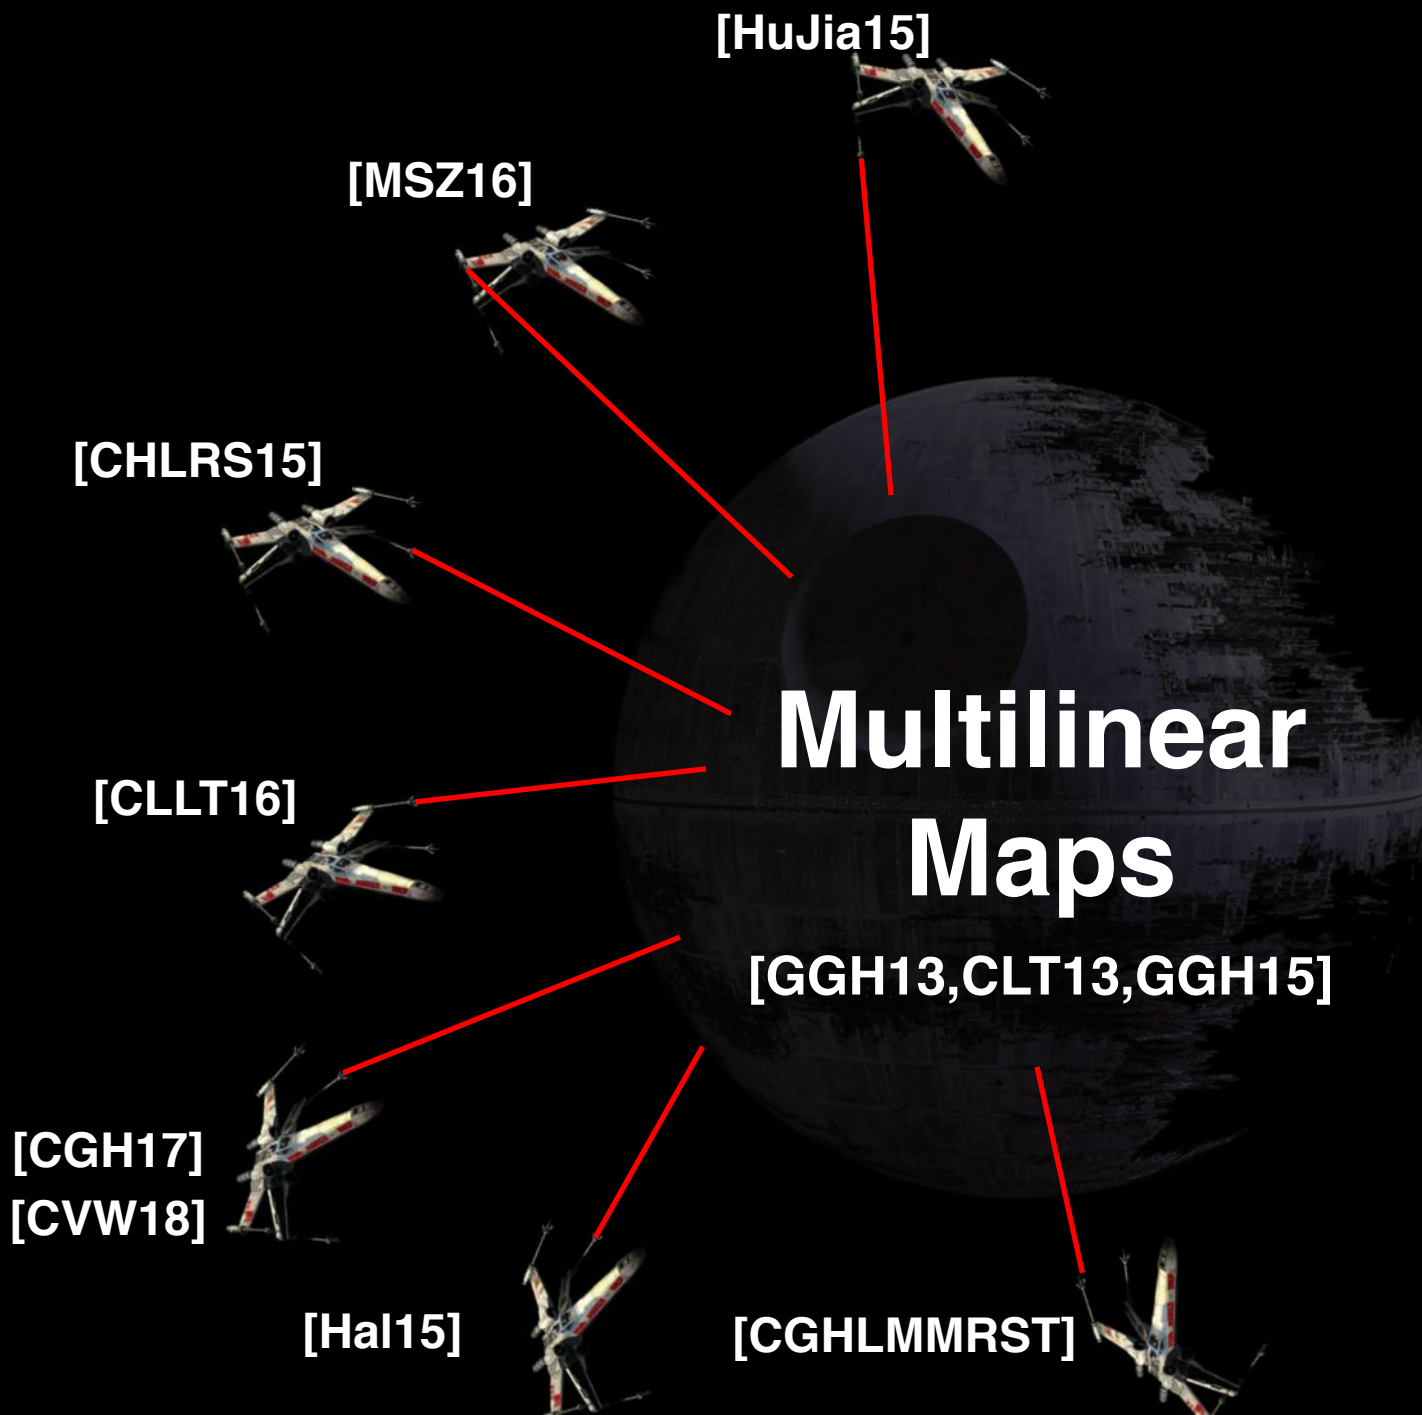 [HuJia15]
[MSZ16]
[CHLRS15]
[CLLT16]
Multilinear
Maps
[GGH13,CLT13,GGH15]
[CGH17]
[CVW18]
[Hal15]
[CGHLMMRST]